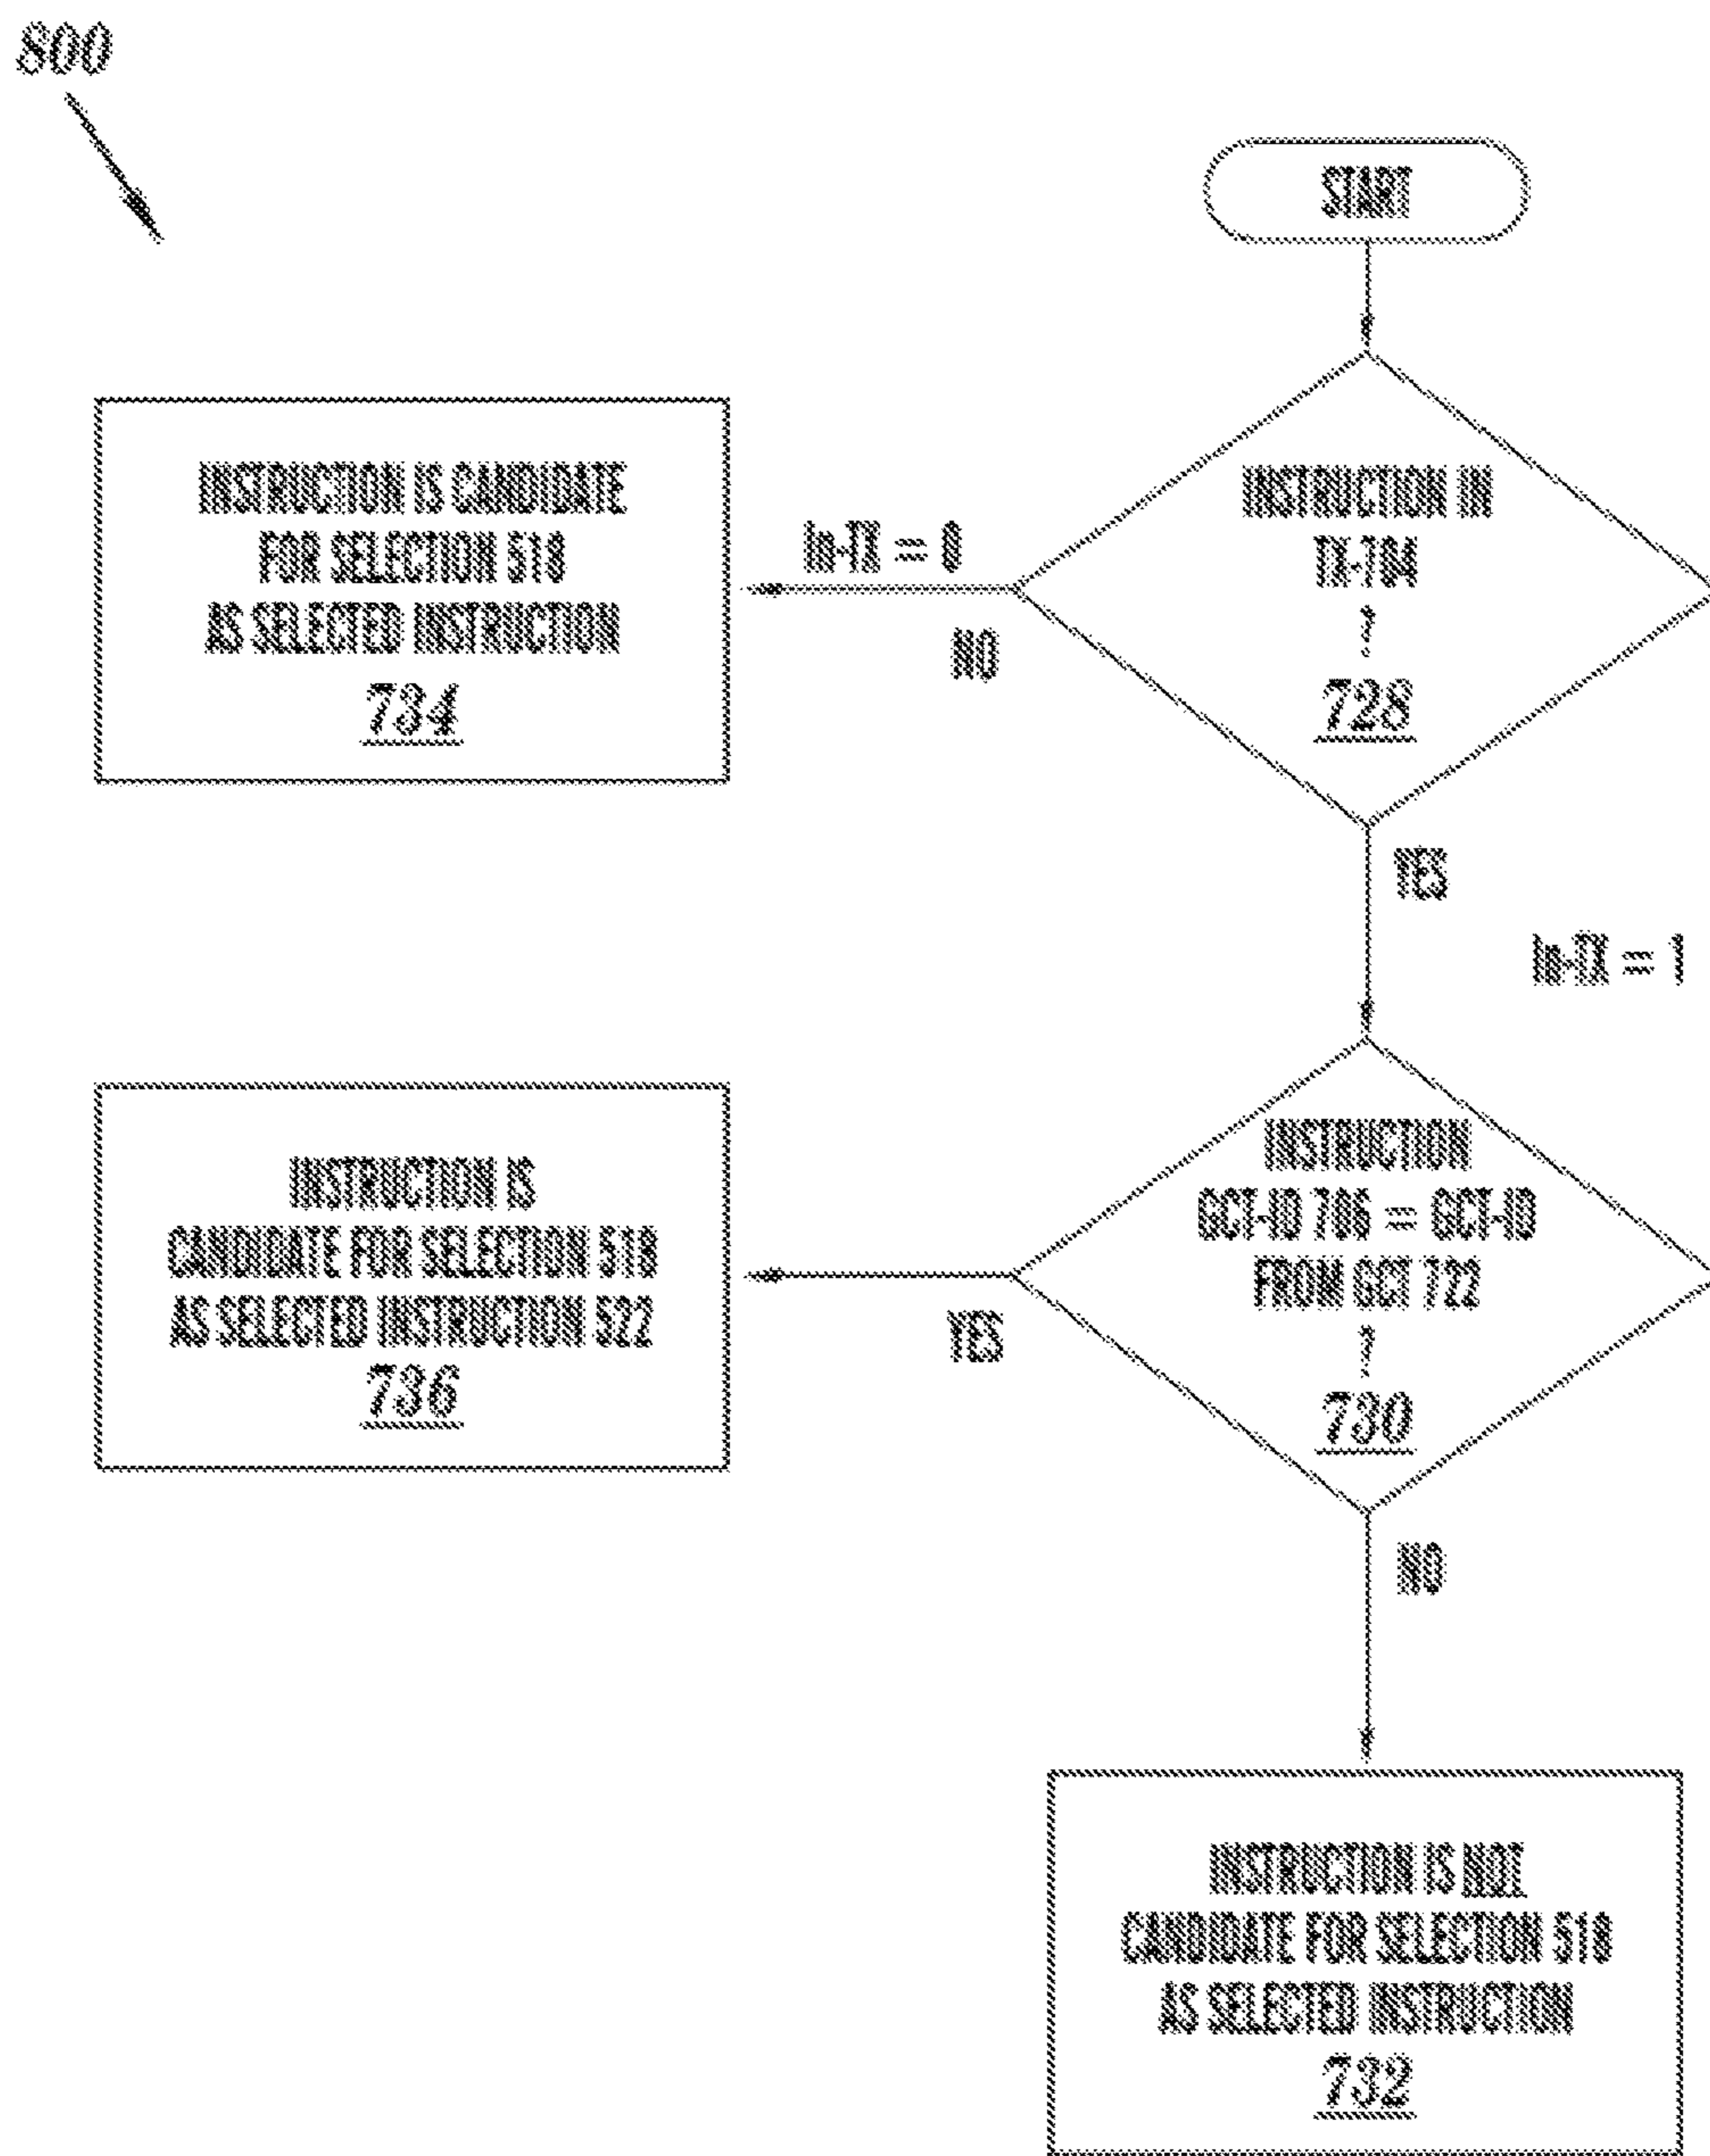 800
START
INSTRUCTION IN
TX-704
?
728
In-TX = 0
NO
INSTRUCTION IS CANDIDATE
FOR SELECTION 518
AS SELECTED INSTRUCTION
734
YES
In-TX = 1
INSTRUCTION
GCT-ID 706 = GCT-ID
FROM GCT 722
?
730
YES
INSTRUCTION IS
CANDIDATE FOR SELECTION 518
AS SELECTED INSTRUCTION 522
736
NO
INSTRUCTION IS NOT
CANDIDATE FOR SELECTION 518
AS SELECTED INSTRUCTION
732